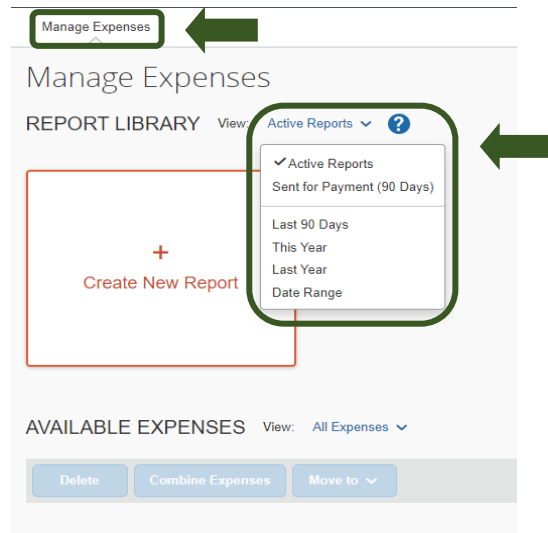 Manage Expenses
Manage Expenses
REPORT LIBRARY View: Active Reports ?
✓ Active Reports
Sent for Payment (90 Days)
Last 90 Days
This Year
Last Year
Date Range
+
Create New Report
AVAILABLE EXPENSES View: All Expenses
Delete Combine Expenses Move to